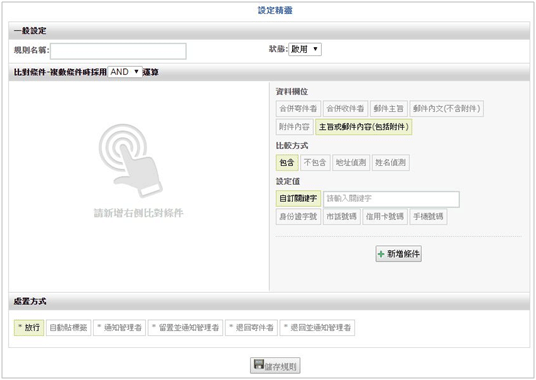 設定精靈
一般設定
規則名稱: 狀態: 啟用
比對條件-複數條件時採用 AND 運算
資料欄位
合併寄件者 合併收件者 郵件主旨 郵件內文(不含附件)
附件內容 主旨或郵件內容(包括附件)
比較方式
包含 不包含 地址偵測 姓名偵測
設定值
自訂關鍵字 請輸入關鍵字
身份證字號 市話號碼 信用卡號碼 手機號碼
請新增右側比對條件
新增條件
處置方式
* 放行 自動貼標籤 * 通知管理者 * 留置並通知管理者 * 退回寄件者 * 退回並通知管理者
儲存規則